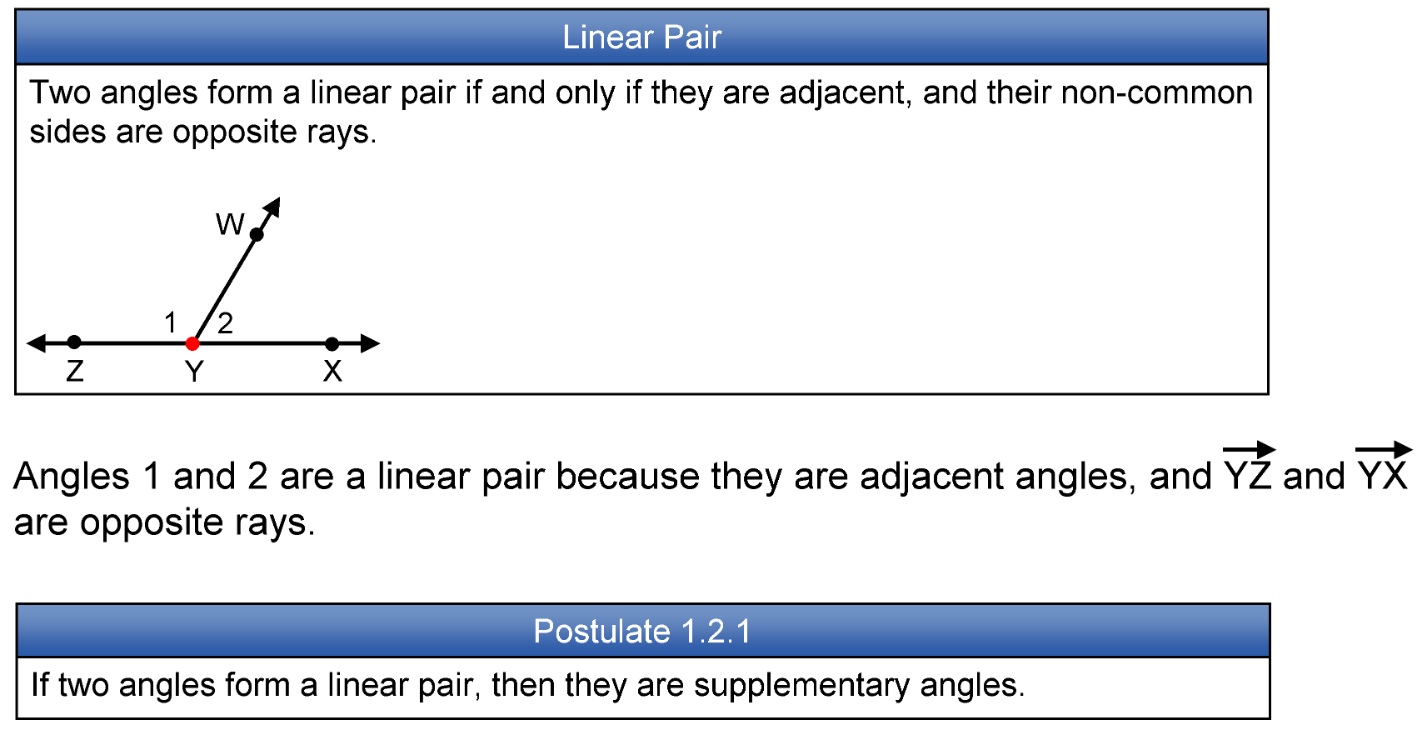 Linear Pair
Two angles form a linear pair if and only if they are adjacent, and their non-common
sides are opposite rays.
W
1 2
Z Y X
Angles 1 and 2 are a linear pair because they are adjacent angles, and YZ and YX
are opposite rays.
Postulate 1.2.1
If two angles form a linear pair, then they are supplementary angles.